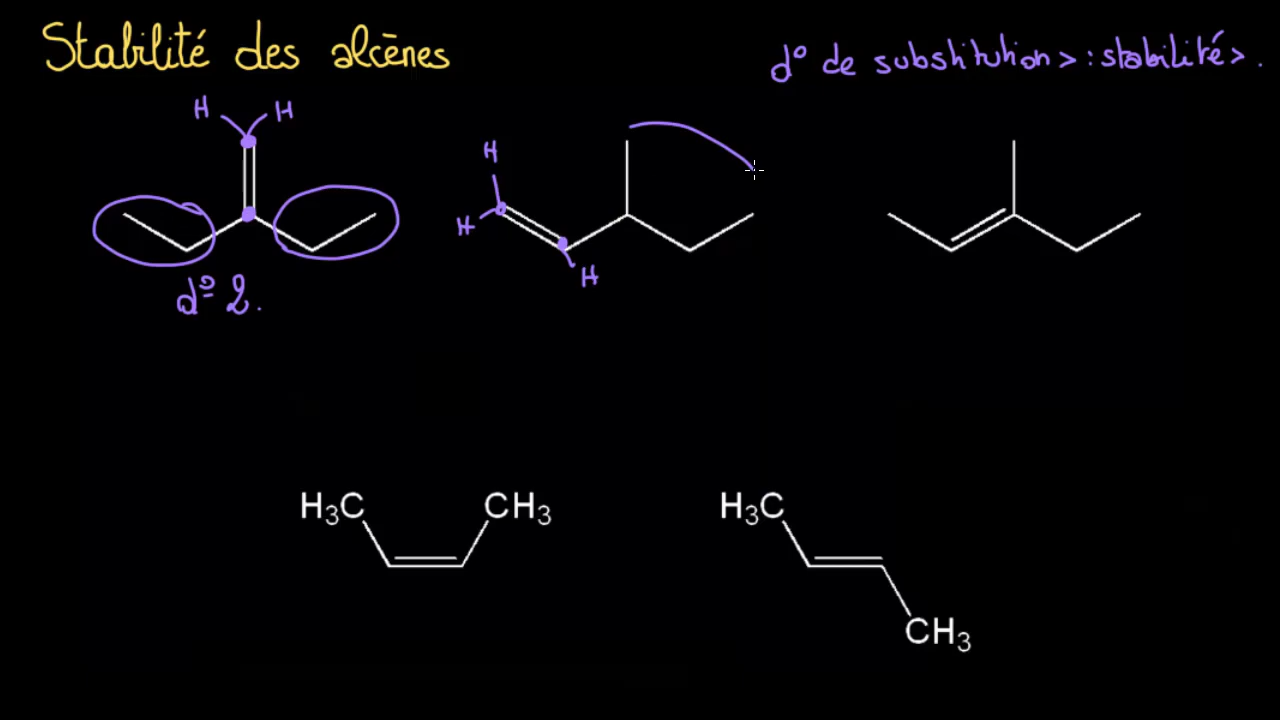 Stabilité des alcènes
d° de substitution > : stabilité > .
H H
H
H
H
d° 2.
H₃C CH₃
H₃C
CH₃